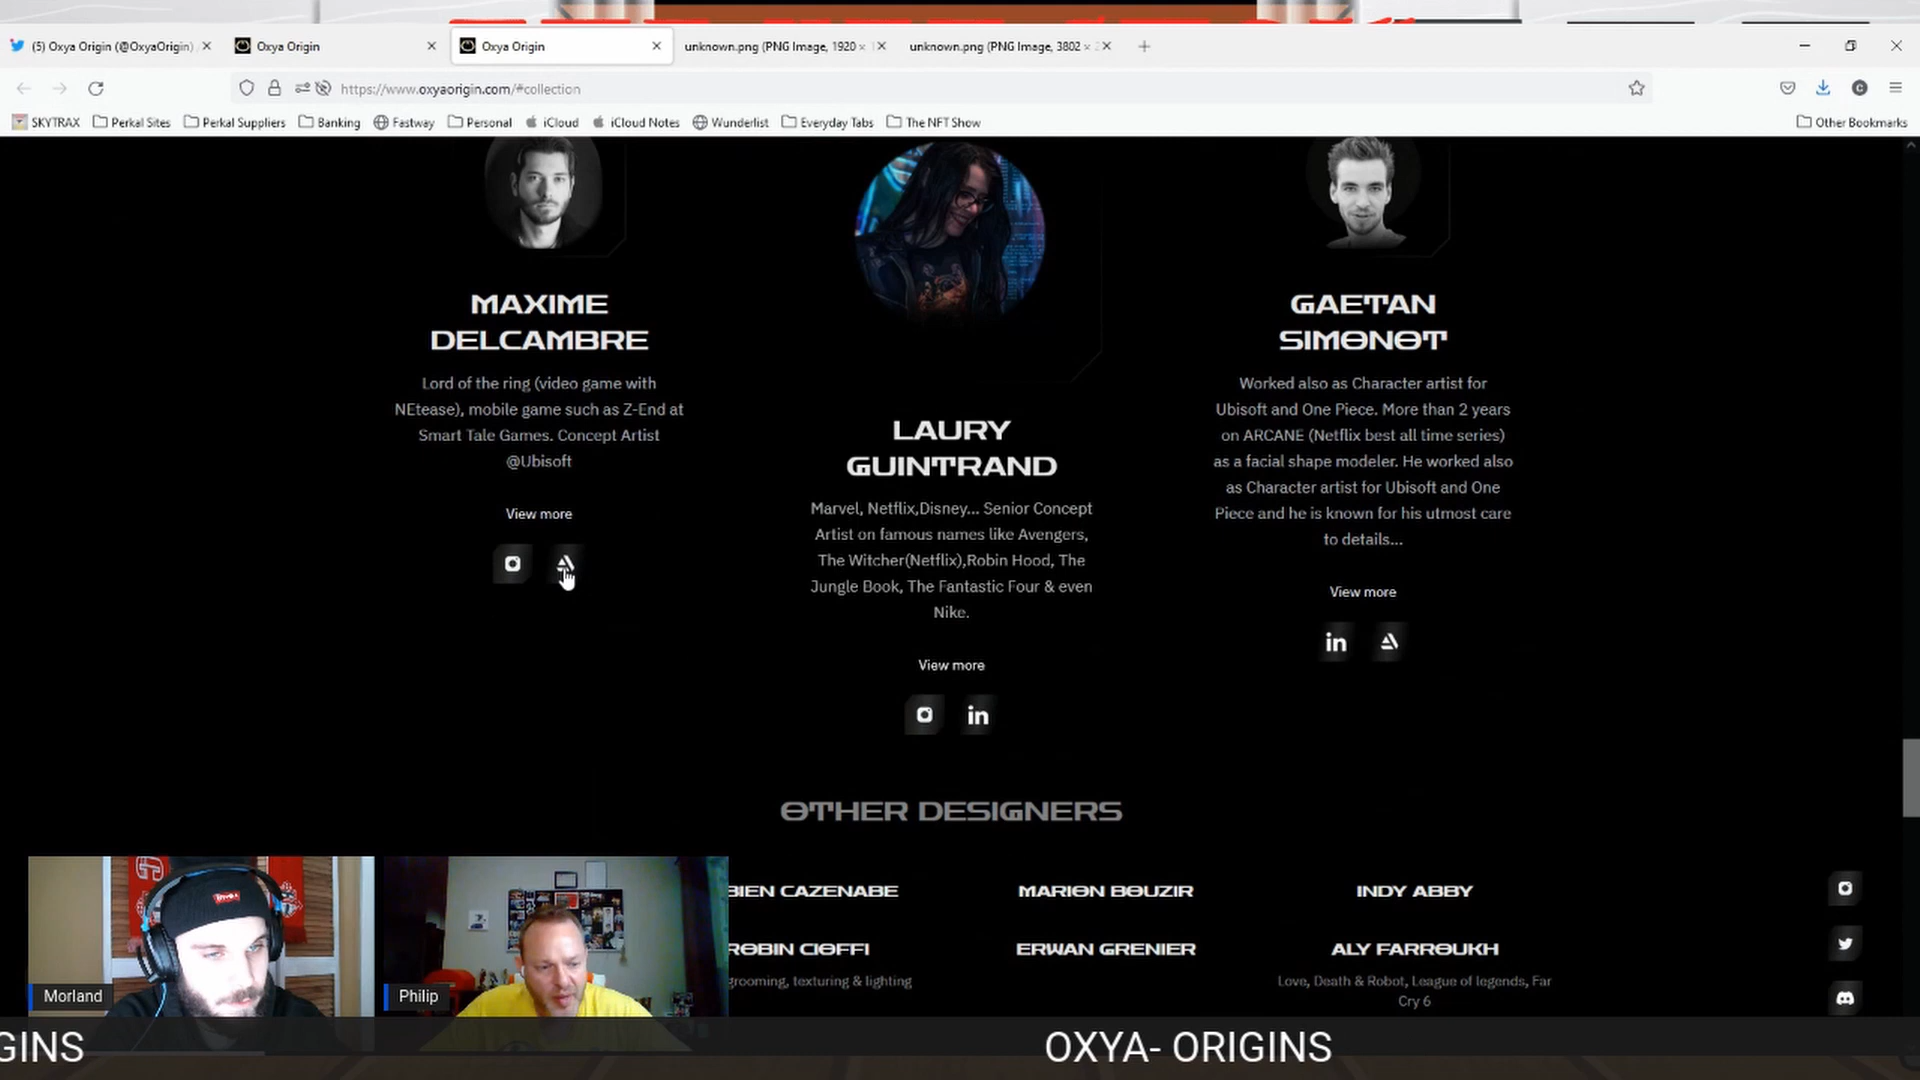 (5) Oxya Origin (@OxyaOrigin)
Oxya Origin
Oxya Origin
unknown.png (PNG Image, 1920 ×
unknown.png (PNG Image, 3802 ×
https://www.oxyaorigin.com/#collection
SKYTRAX
Perkal Sites
Perkal Suppliers
Banking
Fastway
Personal
iCloud
iCloud Notes
Wunderlist
Everyday Tabs
The NFT Show
Other Bookmarks
MAXIME
DELCAMBRE
Lord of the ring (video game with
NEtease), mobile game such as Z-End at
Smart Tale Games. Concept Artist
@Ubisoft
View more
LAURY
GUINTRAND
Marvel, Netflix,Disney... Senior Concept
Artist on famous names like Avengers,
The Witcher(Netflix),Robin Hood, The
Jungle Book, The Fantastic Four & even
Nike.
View more
in
GAETAN
SIMONOT
Worked also as Character artist for
Ubisoft and One Piece. More than 2 years
on ARCANE (Netflix best all time series)
as a facial shape modeler. He worked also
as Character artist for Ubisoft and One
Piece and he is known for his utmost care
to details...
View more
in
OTHER DESIGNERS
BIEN CAZENABE
MARION BOUZIR
INDY ABBY
ROBIN CIOFFI
grooming, texturing & lighting
ERWAN GRENIER
ALY FARROUKH
Love, Death & Robot, League of legends, Far
Cry 6
Morland
Philip
GINS
OXYA- ORIGINS